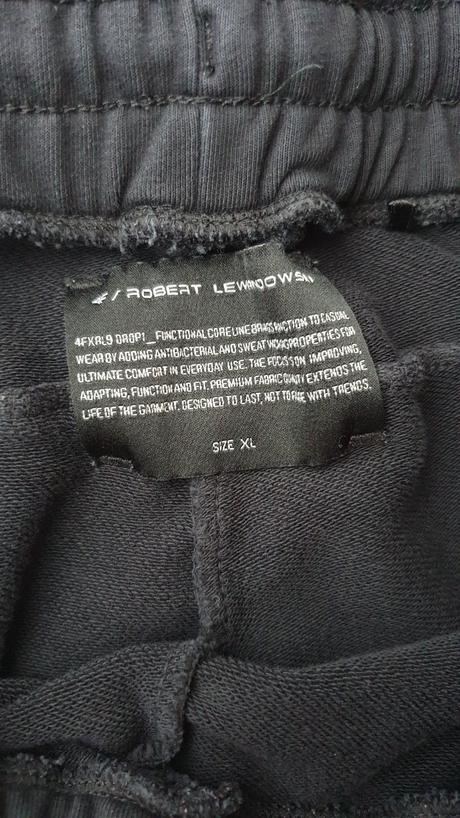 4F / ROBERT LEWANDOWSKI
4FXRL9 DROP1_FUNCTIONAL CORE LINE BRINGS FUNCTION TO CASUAL
WEAR BY ADDING ANTIBACTERIAL AND SWEAT WICKING PROPERTIES FOR
ULTIMATE COMFORT IN EVERYDAY USE. THE FOCUS IS ON IMPROVING,
ADAPTING, FUNCTION AND FIT. PREMIUM FABRIC QUALITY EXTENDS THE
LIFE OF THE GARMENT. DESIGNED TO LAST, NOT TO FADE WITH TRENDS.
SIZE XL